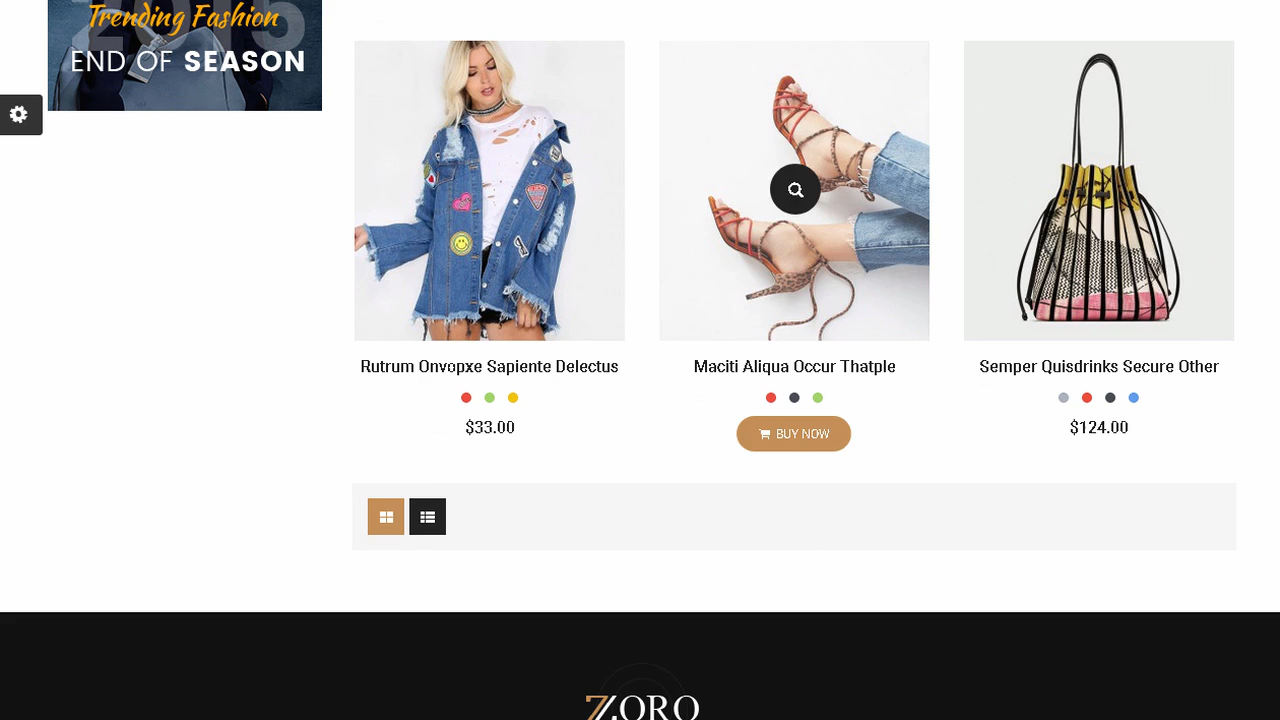 2015
Trending Fashion
END OF SEASON
Rutrum Onvopxe Sapiente Delectus
$33.00
Maciti Aliqua Occur Thatple
BUY NOW
Semper Quisdrinks Secure Other
$124.00
ZORO